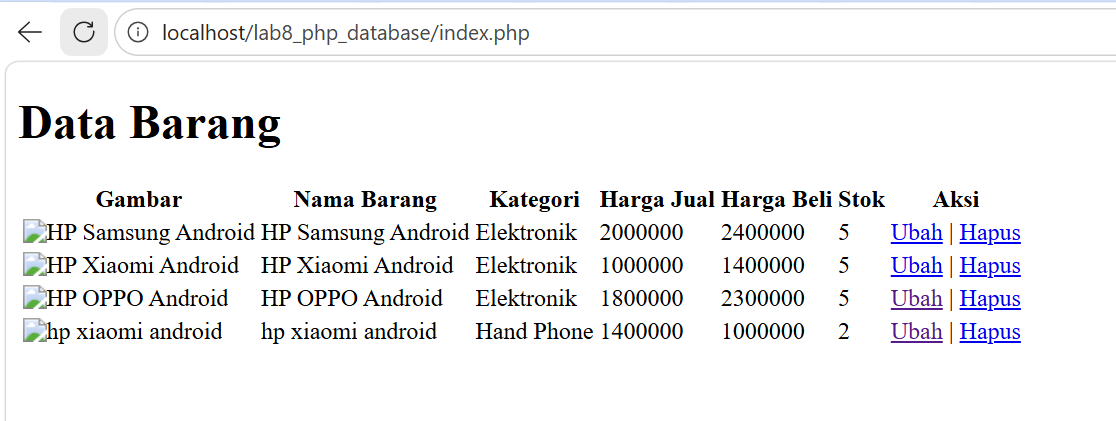 localhost/lab8_php_database/index.php
Data Barang
Gambar Nama Barang Kategori Harga Jual Harga Beli Stok Aksi
HP Samsung Android HP Samsung Android Elektronik 2000000 2400000 5 Ubah | Hapus
HP Xiaomi Android HP Xiaomi Android Elektronik 1000000 1400000 5 Ubah | Hapus
HP OPPO Android HP OPPO Android Elektronik 1800000 2300000 5 Ubah | Hapus
hp xiaomi android hp xiaomi android Hand Phone 1400000 1000000 2 Ubah | Hapus